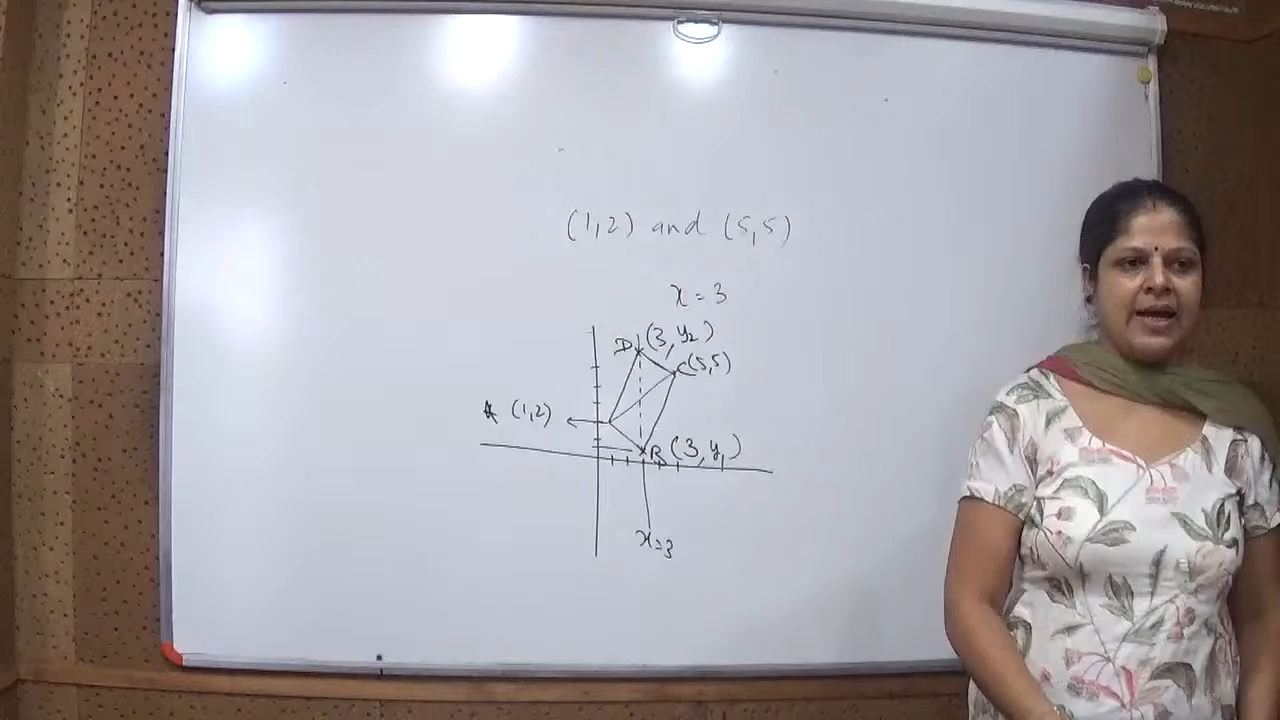 (1,2) and (5,5)
x = 3
D (3, y₂)
C(5,5)
A (1,2)
B (3, y₁)
x=3